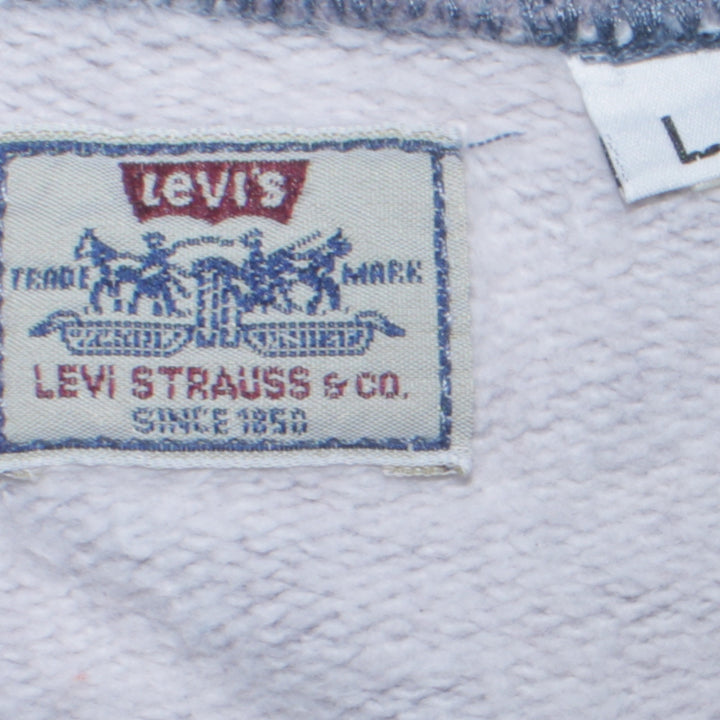 LEVI'S
TRADE MARK
LEVI STRAUSS & CO.
SINCE 1850
L